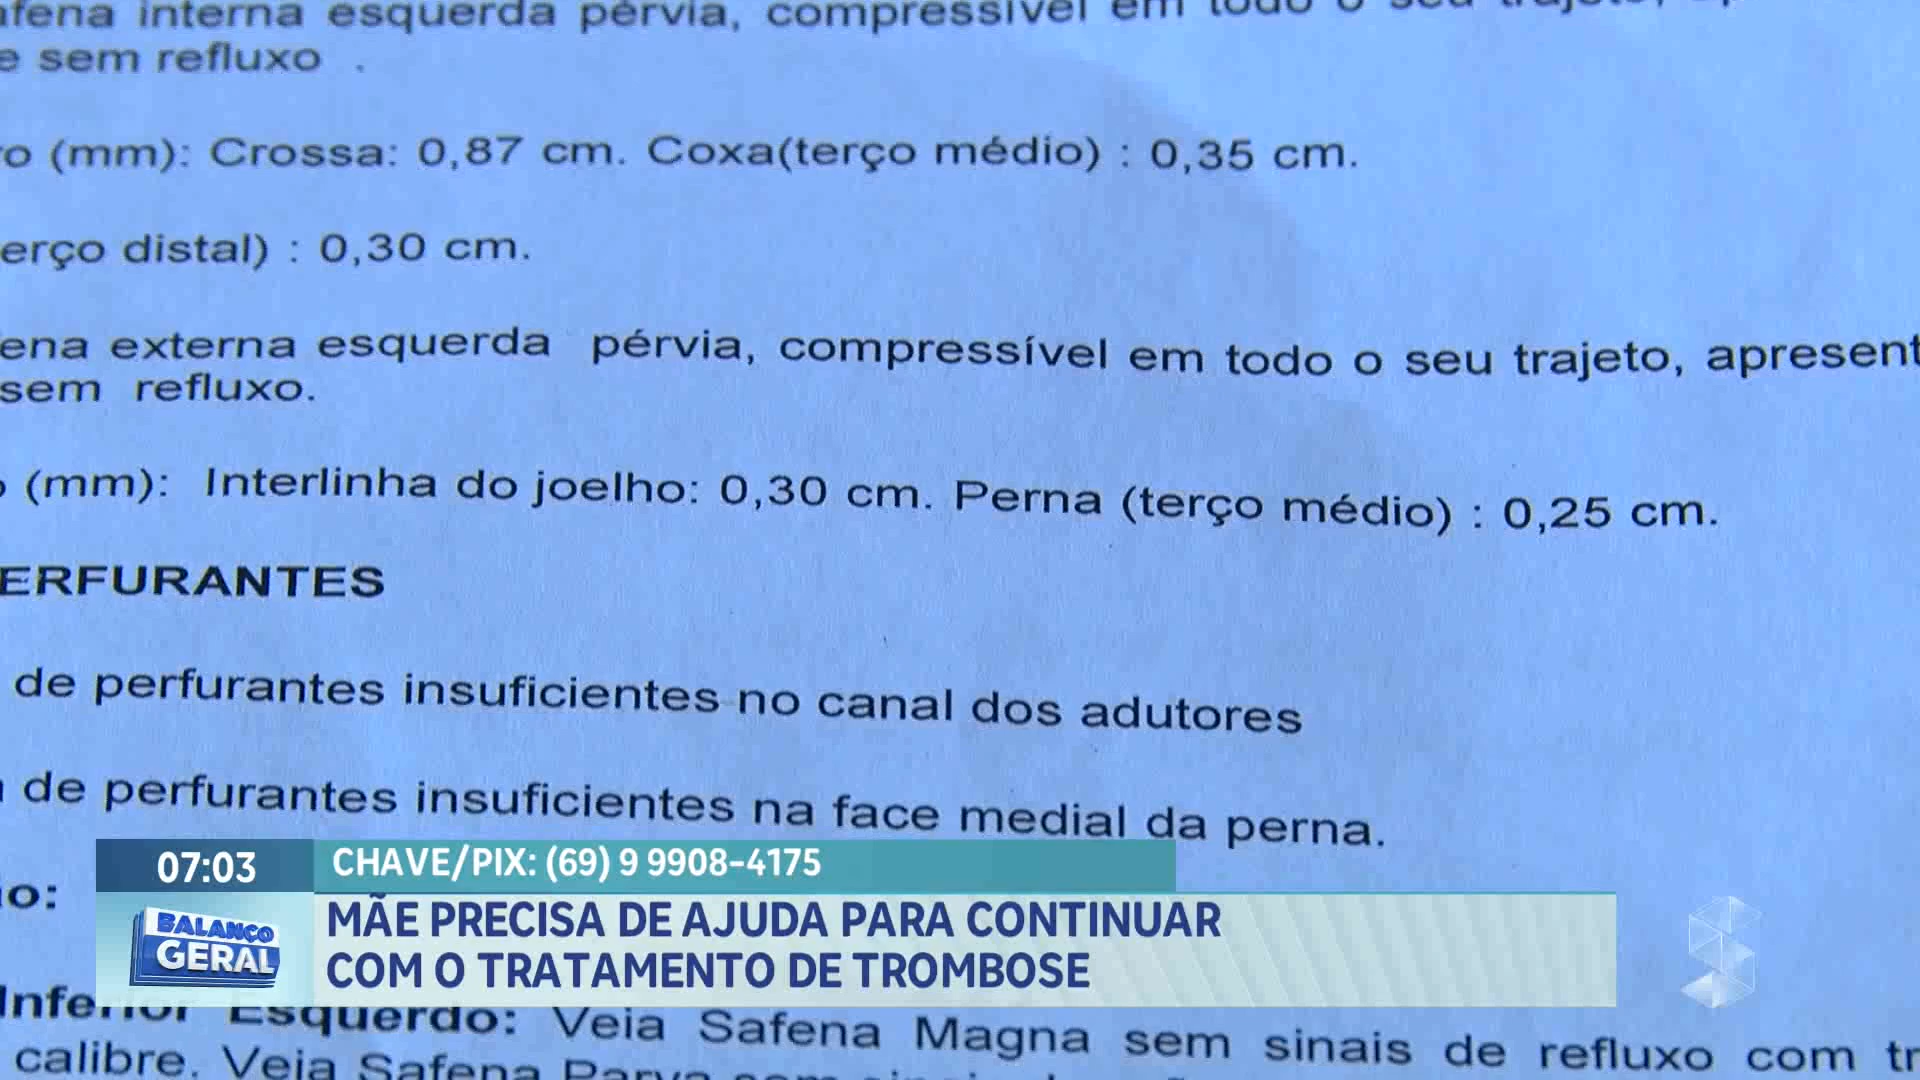 interna esquerda pérvia, compressível em todo o seu trajeto,
e sem refluxo .
(mm): Crossa: 0,87 cm. Coxa(terço médio) : 0,35 cm.
erço distal) : 0,30 cm.
ena externa esquerda pérvia, compressível em todo o seu trajeto, apresent
sem refluxo.
(mm): Interlinha do joelho: 0,30 cm. Perna (terço médio) : 0,25 cm.
ERFURANTES
de perfurantes insuficientes no canal dos adutores
de perfurantes insuficientes na face medial da perna.
07:03
CHAVE/PIX: (69) 9 9908-4175
BALANÇO
GERAL
MÃE PRECISA DE AJUDA PARA CONTINUAR
COM O TRATAMENTO DE TROMBOSE
Inferior Esquerdo: Veia Safena Magna sem sinais de refluxo com tr
calibre. Veia Safena Parva